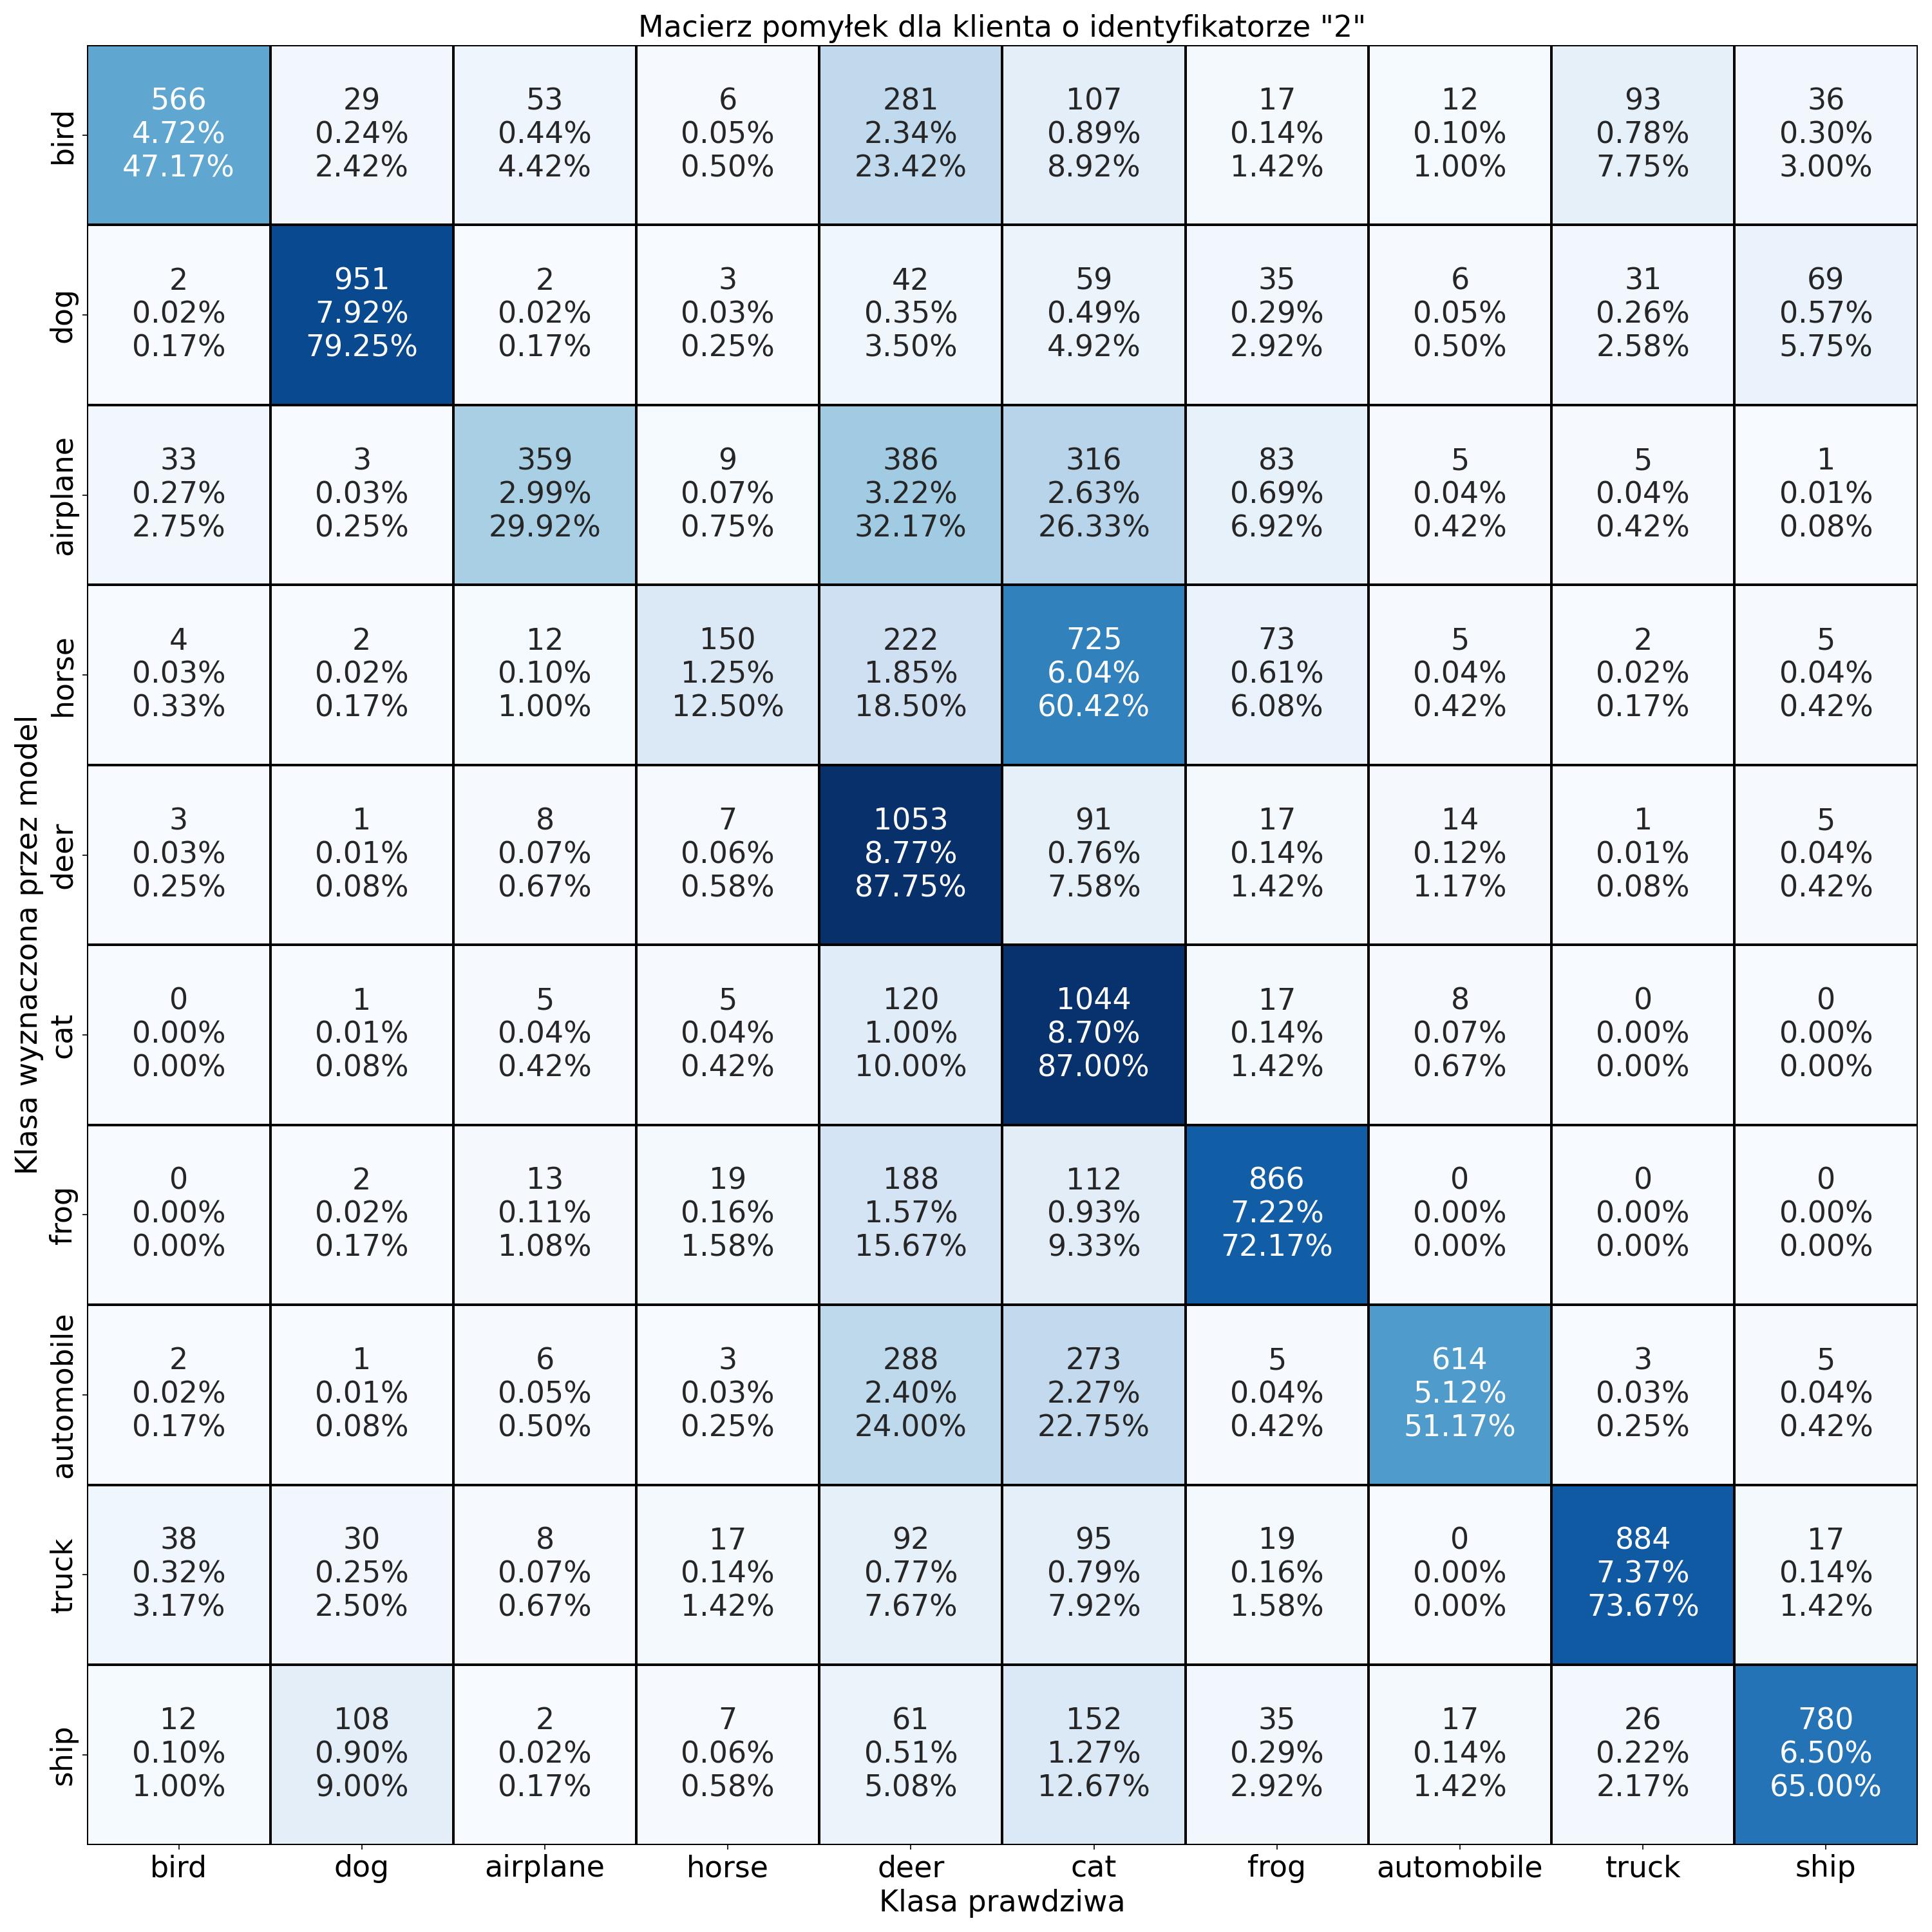 Macierz pomyłek dla klienta o identyfikatorze "2"
Klasa wyznaczona przez model
bird
566 29 53 6 281 107 17 12 93 36
4.72% 0.24% 0.44% 0.05% 2.34% 0.89% 0.14% 0.10% 0.78% 0.30%
47.17% 2.42% 4.42% 0.50% 23.42% 8.92% 1.42% 1.00% 7.75% 3.00%
dog
2 951 2 3 42 59 35 6 31 69
0.02% 7.92% 0.02% 0.03% 0.35% 0.49% 0.29% 0.05% 0.26% 0.57%
0.17% 79.25% 0.17% 0.25% 3.50% 4.92% 2.92% 0.50% 2.58% 5.75%
airplane
33 3 359 9 386 316 83 5 5 1
0.27% 0.03% 2.99% 0.07% 3.22% 2.63% 0.69% 0.04% 0.04% 0.01%
2.75% 0.25% 29.92% 0.75% 32.17% 26.33% 6.92% 0.42% 0.42% 0.08%
horse
4 2 12 150 222 725 73 5 2 5
0.03% 0.02% 0.10% 1.25% 1.85% 6.04% 0.61% 0.04% 0.02% 0.04%
0.33% 0.17% 1.00% 12.50% 18.50% 60.42% 6.08% 0.42% 0.17% 0.42%
deer
3 1 8 7 1053 91 17 14 1 5
0.03% 0.01% 0.07% 0.06% 8.77% 0.76% 0.14% 0.12% 0.01% 0.04%
0.25% 0.08% 0.67% 0.58% 87.75% 7.58% 1.42% 1.17% 0.08% 0.42%
cat
0 1 5 5 120 1044 17 8 0 0
0.00% 0.01% 0.04% 0.04% 1.00% 8.70% 0.14% 0.07% 0.00% 0.00%
0.00% 0.08% 0.42% 0.42% 10.00% 87.00% 1.42% 0.67% 0.00% 0.00%
frog
0 2 13 19 188 112 866 0 0 0
0.00% 0.02% 0.11% 0.16% 1.57% 0.93% 7.22% 0.00% 0.00% 0.00%
0.00% 0.17% 1.08% 1.58% 15.67% 9.33% 72.17% 0.00% 0.00% 0.00%
automobile
2 1 6 3 288 273 5 614 3 5
0.02% 0.01% 0.05% 0.03% 2.40% 2.27% 0.04% 5.12% 0.03% 0.04%
0.17% 0.08% 0.50% 0.25% 24.00% 22.75% 0.42% 51.17% 0.25% 0.42%
truck
38 30 8 17 92 95 19 0 884 17
0.32% 0.25% 0.07% 0.14% 0.77% 0.79% 0.16% 0.00% 7.37% 0.14%
3.17% 2.50% 0.67% 1.42% 7.67% 7.92% 1.58% 0.00% 73.67% 1.42%
ship
12 108 2 7 61 152 35 17 26 780
0.10% 0.90% 0.02% 0.06% 0.51% 1.27% 0.29% 0.14% 0.22% 6.50%
1.00% 9.00% 0.17% 0.58% 5.08% 12.67% 2.92% 1.42% 2.17% 65.00%
bird dog airplane horse deer cat frog automobile truck ship
Klasa prawdziwa